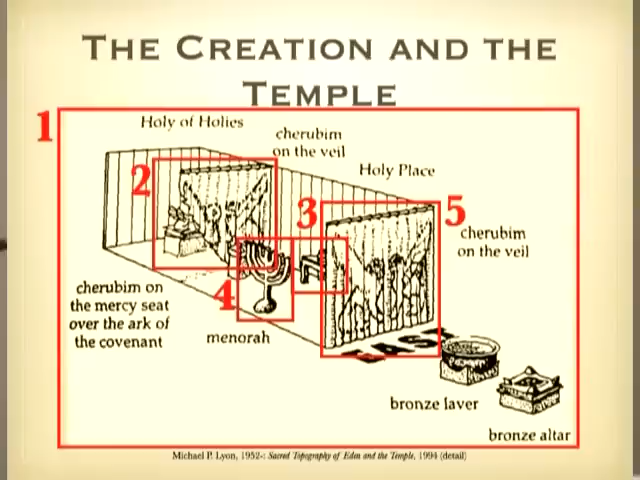 THE CREATION AND THE
TEMPLE
1
Holy of Holies
cherubim
on the veil
Holy Place
2
3
5
cherubim
on the veil
4
cherubim on
the mercy seat
over the ark of
the covenant
menorah
EAST
bronze laver
bronze altar
Michael P. Lyon, 1952-: Sacred Topography of Eden and the Temple, 1994 (detail)